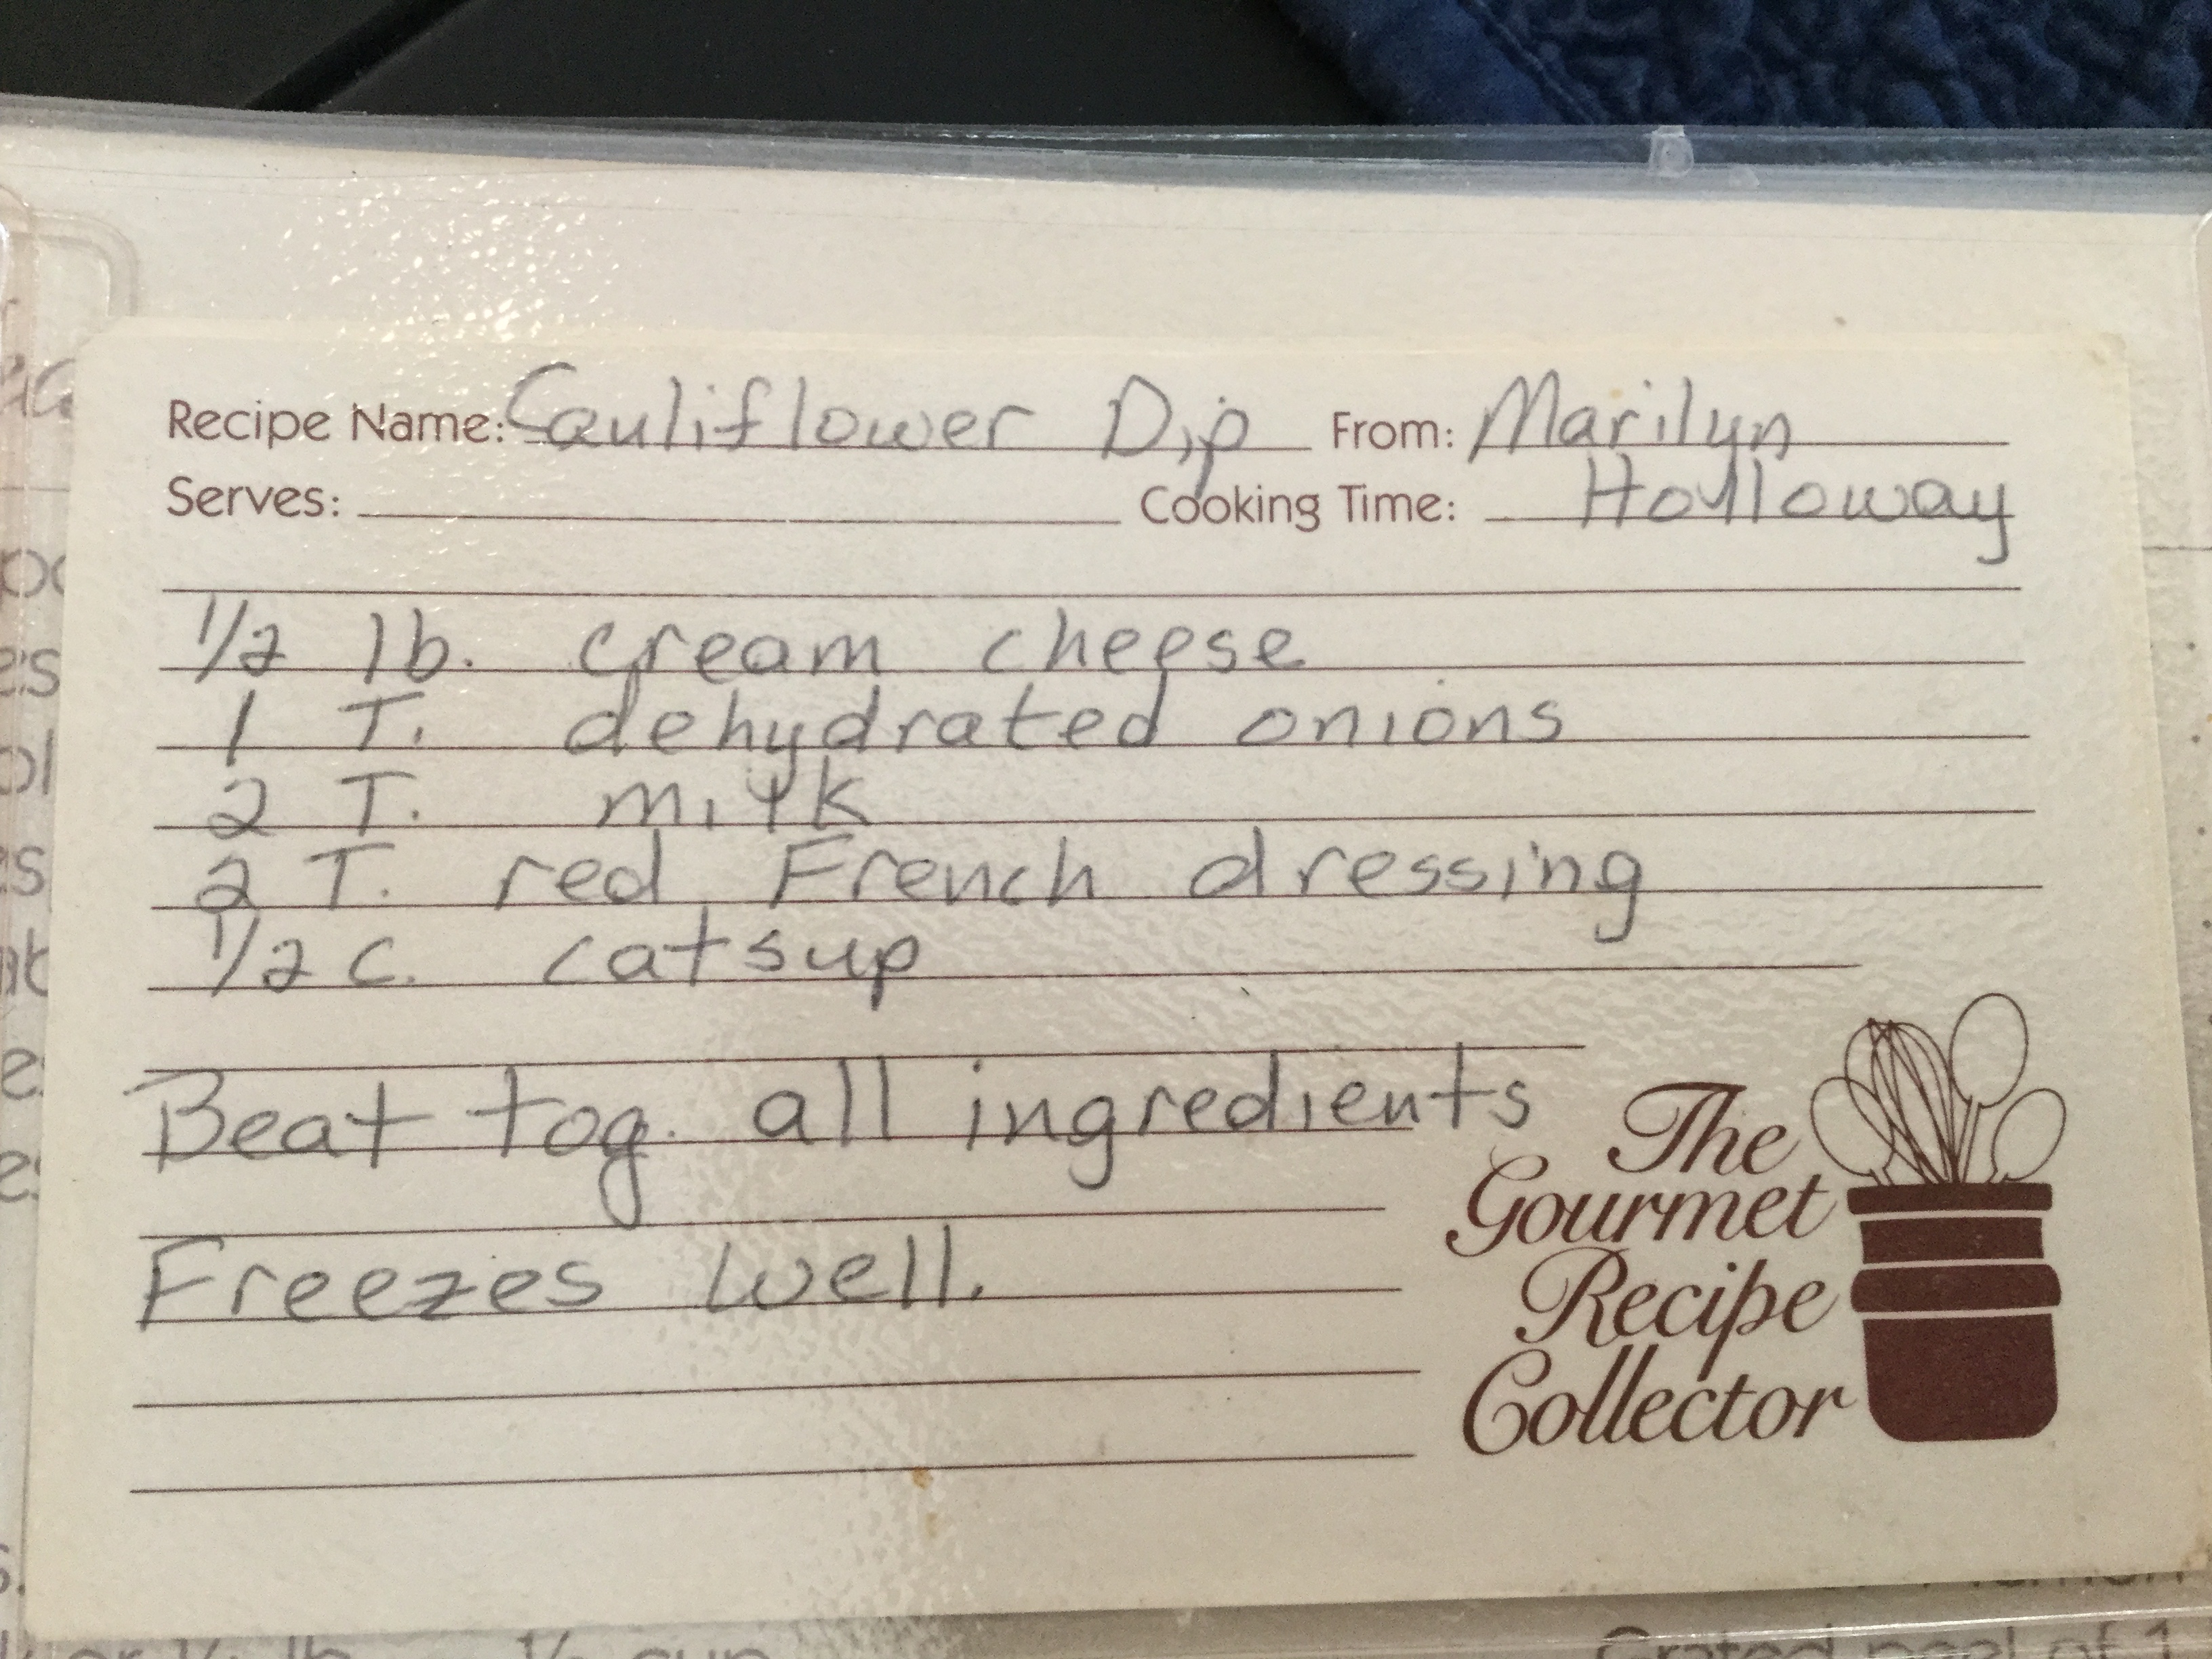 Recipe Name: Cauliflower Dip From: Marilyn
Serves: Cooking Time: Holloway
1/2 lb. cream cheese
1 T. dehydrated onions
2 T. milk
2 T. red French dressing
1/2 c. catsup
Beat tog. all ingredients
Freezes well.
The
Gourmet
Recipe
Collector